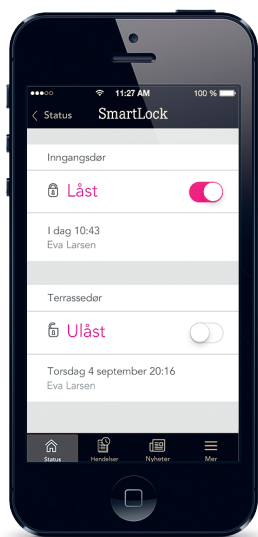 11:27 AM
100 %
Status
SmartLock
Inngangsdør
Låst
I dag 10:43
Eva Larsen
Terrassedør
Ulåst
Torsdag 4 september 20:16
Eva Larsen
Status Hendelser Nyheter Mer